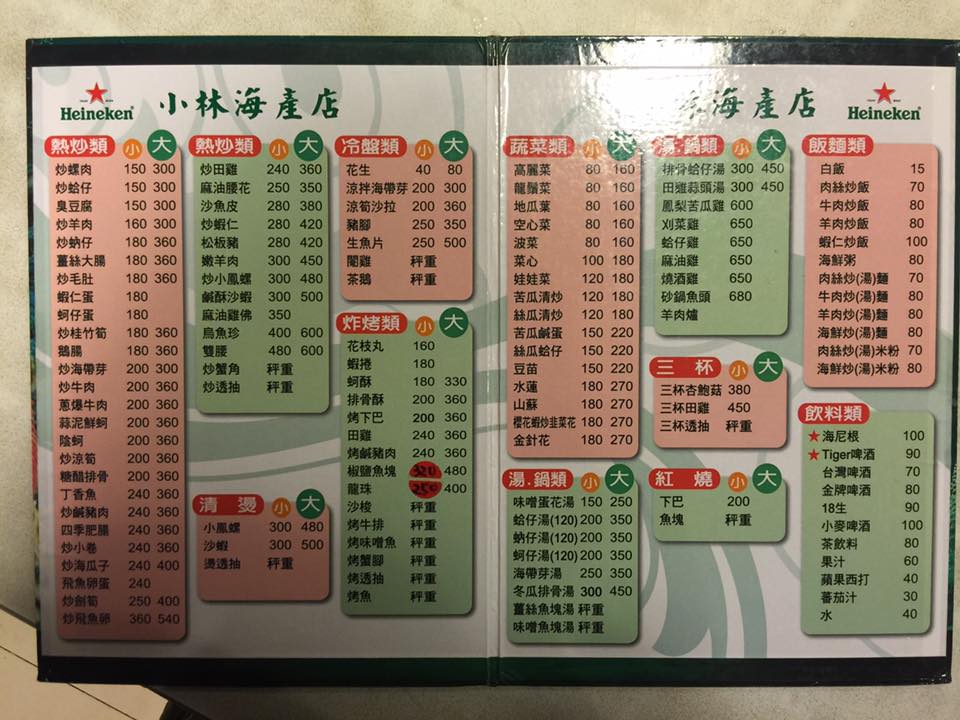 Heineken
小林海產店
熱炒類 小 大
炒螺肉 150 300
炒蛤仔 150 300
臭豆腐 150 300
炒羊肉 160 300
炒蚋仔 180 360
薑絲大腸 180 360
炒毛肚 180 360
蝦仁蛋 180
蚵仔蛋 180
炒桂竹筍 180 360
鵝腸 180 360
炒海帶芽 200 300
炒牛肉 200 360
蔥爆牛肉 200 360
蒜泥鮮蚵 200 360
陰蚵 200 360
炒涼筍 200 360
糖醋排骨 200 360
丁香魚 240 360
炒鹹豬肉 240 360
四季肥腸 240 360
炒小卷 240 360
炒海瓜子 240 400
飛魚卵蛋 240
炒劍筍 250 400
炒飛魚卵 360 540
熱炒類 小 大
炒田雞 240 360
麻油腰花 250 350
沙魚皮 280 380
炒蝦仁 280 420
松板豬 280 420
嫩羊肉 300 450
炒小鳳螺 300 480
鹹酥沙蝦 300 500
麻油雞佛 350
烏魚珍 400 600
雙腰 480 600
炒蟹角 秤重
炒透抽 秤重
清燙 小 大
小鳳螺 300 480
沙蝦 300 500
燙透抽 秤重
冷盤類 小 大
花生 40 80
涼拌海帶芽 200 300
涼筍沙拉 200 360
豬腳 250 350
生魚片 250 500
閹雞 秤重
茶鵝 秤重
炸烤類 小 大
花枝丸 160
蝦捲 180
蚵酥 180 330
排骨酥 200 360
烤下巴 200 360
田雞 240 360
烤鹹豬肉 240 360
椒鹽魚塊 320 480
龍珠 250 400
沙梭 秤重
烤牛排 秤重
烤味噌魚 秤重
烤蟹腳 秤重
烤透抽 秤重
烤魚 秤重
海產店
Heineken
蔬菜類 小 大
高麗菜 80 160
龍鬚菜 80 160
地瓜葉 80 160
空心菜 80 160
波菜 80 160
菜心 100 180
娃娃菜 120 180
苦瓜清炒 120 180
絲瓜清炒 120 180
苦瓜鹹蛋 150 220
絲瓜蛤仔 150 220
豆苗 150 220
水蓮 180 270
山蘇 180 270
櫻花蝦炒韭菜花 180 270
金針花 180 270
湯.鍋類 小 大
味噌蛋花湯 150 250
蛤仔湯(120) 200 350
蚋仔湯(120) 200 350
蚵仔湯(120) 200 350
海帶芽湯 250 350
冬瓜排骨湯 300 450
薑絲魚塊湯 秤重
味噌魚塊湯 秤重
湯.鍋類 小 大
排骨蛤仔湯 300 450
田雞蒜頭湯 300 450
鳳梨苦瓜雞 600
刈菜雞 650
蛤仔雞 650
麻油雞 650
燒酒雞 650
砂鍋魚頭 680
羊肉爐
三杯 小 大
三杯杏鮑菇 380
三杯田雞 450
三杯透抽 秤重
紅燒 小 大
下巴 200
魚塊 秤重
飯麵類
白飯 15
肉絲炒飯 70
牛肉炒飯 80
羊肉炒飯 80
蝦仁炒飯 100
海鮮粥 80
肉絲炒(湯)麵 70
牛肉炒(湯)麵 80
羊肉炒(湯)麵 80
海鮮炒(湯)麵 80
肉絲炒(湯)米粉 70
海鮮炒(湯)米粉 80
飲料類
★海尼根 100
★Tiger啤酒 90
台灣啤酒 70
金牌啤酒 80
18生 90
小麥啤酒 100
茶飲料 80
果汁 60
蘋果西打 40
蕃茄汁 30
水 40